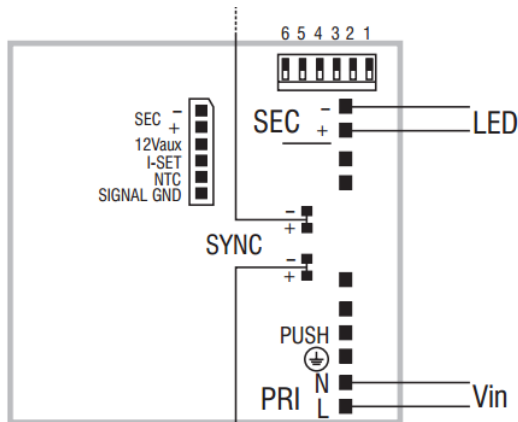 6 5 4 3 2 1
SEC
−
+
12Vaux
I-SET
NTC
SIGNAL GND
SEC
−
+
LED
SYNC
−
+
−
+
PUSH
PRI
N
L
Vin